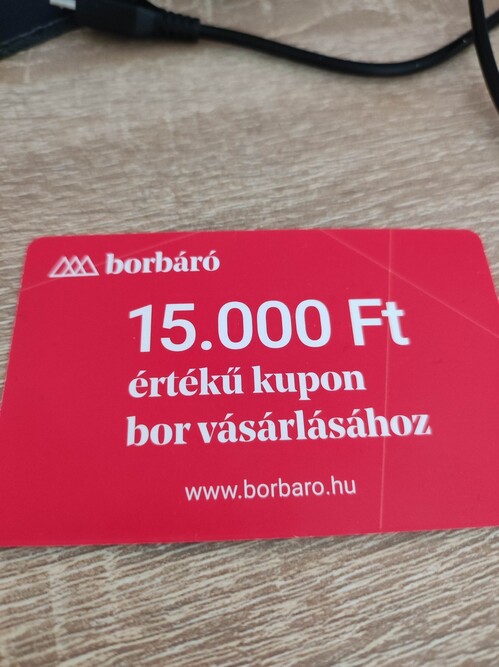 borbáró
15.000 Ft
értékű kupon
bor vásárlásához
www.borbaro.hu